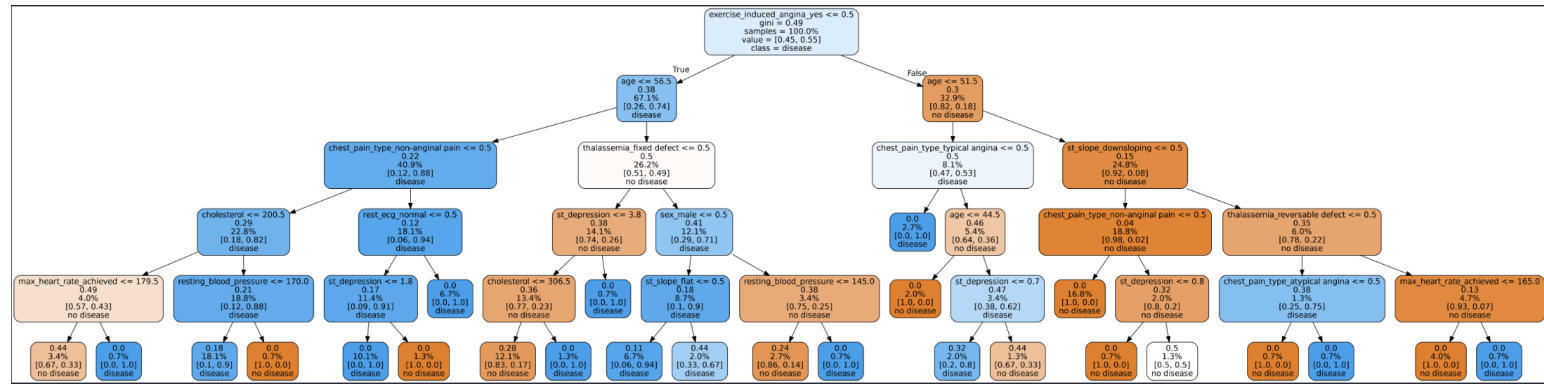 exercise_induced_angina_yes <= 0.5
gini = 0.49
samples = 100.0%
value = [0.45, 0.55]
class = disease
True
False
age <= 56.5
0.38
67.1%
[0.26, 0.74]
disease
age <= 51.5
0.3
32.9%
[0.82, 0.18]
no disease
chest_pain_type_non-anginal pain <= 0.5
0.22
40.9%
[0.12, 0.88]
disease
thalassemia_fixed defect <= 0.5
0.5
26.2%
[0.51, 0.49]
no disease
chest_pain_type_typical angina <= 0.5
0.5
8.1%
[0.47, 0.53]
disease
st_slope_downsloping <= 0.5
0.15
24.8%
[0.92, 0.08]
no disease
cholesterol <= 200.5
0.29
22.8%
[0.18, 0.82]
disease
rest_ecg_normal <= 0.5
0.12
18.1%
[0.06, 0.94]
disease
st_depression <= 3.8
0.38
14.1%
[0.74, 0.26]
no disease
sex_male <= 0.5
0.41
12.1%
[0.29, 0.71]
disease
0.0
2.7%
[0.0, 1.0]
disease
age <= 44.5
0.46
5.4%
[0.64, 0.36]
no disease
chest_pain_type_non-anginal pain <= 0.5
0.04
18.8%
[0.98, 0.02]
no disease
thalassemia_reversable defect <= 0.5
0.35
6.0%
[0.78, 0.22]
no disease
max_heart_rate_achieved <= 179.5
0.49
4.0%
[0.57, 0.43]
no disease
resting_blood_pressure <= 170.0
0.21
18.8%
[0.12, 0.88]
disease
st_depression <= 1.8
0.17
11.4%
[0.09, 0.91]
disease
0.0
6.7%
[0.0, 1.0]
disease
cholesterol <= 306.5
0.36
13.4%
[0.77, 0.23]
no disease
0.0
0.7%
[0.0, 1.0]
disease
st_slope_flat <= 0.5
0.18
8.7%
[0.1, 0.9]
disease
resting_blood_pressure <= 145.0
0.38
3.4%
[0.75, 0.25]
no disease
0.0
2.0%
[1.0, 0.0]
no disease
st_depression <= 0.7
0.47
3.4%
[0.38, 0.62]
disease
0.0
16.8%
[1.0, 0.0]
no disease
st_depression <= 0.8
0.32
2.0%
[0.8, 0.2]
no disease
chest_pain_type_atypical angina <= 0.5
0.38
1.3%
[0.25, 0.75]
disease
max_heart_rate_achieved <= 165.0
0.13
4.7%
[0.93, 0.07]
no disease
0.44
3.4%
[0.67, 0.33]
no disease
0.0
0.7%
[0.0, 1.0]
disease
0.18
18.1%
[0.1, 0.9]
disease
0.0
0.7%
[1.0, 0.0]
no disease
0.0
10.1%
[0.0, 1.0]
disease
0.0
1.3%
[1.0, 0.0]
no disease
0.28
12.1%
[0.83, 0.17]
no disease
0.0
1.3%
[0.0, 1.0]
disease
0.11
6.7%
[0.06, 0.94]
disease
0.44
2.0%
[0.33, 0.67]
disease
0.24
2.7%
[0.86, 0.14]
no disease
0.0
0.7%
[0.0, 1.0]
disease
0.32
2.0%
[0.2, 0.8]
disease
0.44
1.3%
[0.67, 0.33]
no disease
0.0
0.7%
[1.0, 0.0]
no disease
0.5
1.3%
[0.5, 0.5]
no disease
0.0
0.7%
[1.0, 0.0]
no disease
0.0
0.7%
[0.0, 1.0]
disease
0.0
4.0%
[1.0, 0.0]
no disease
0.0
0.7%
[0.0, 1.0]
disease